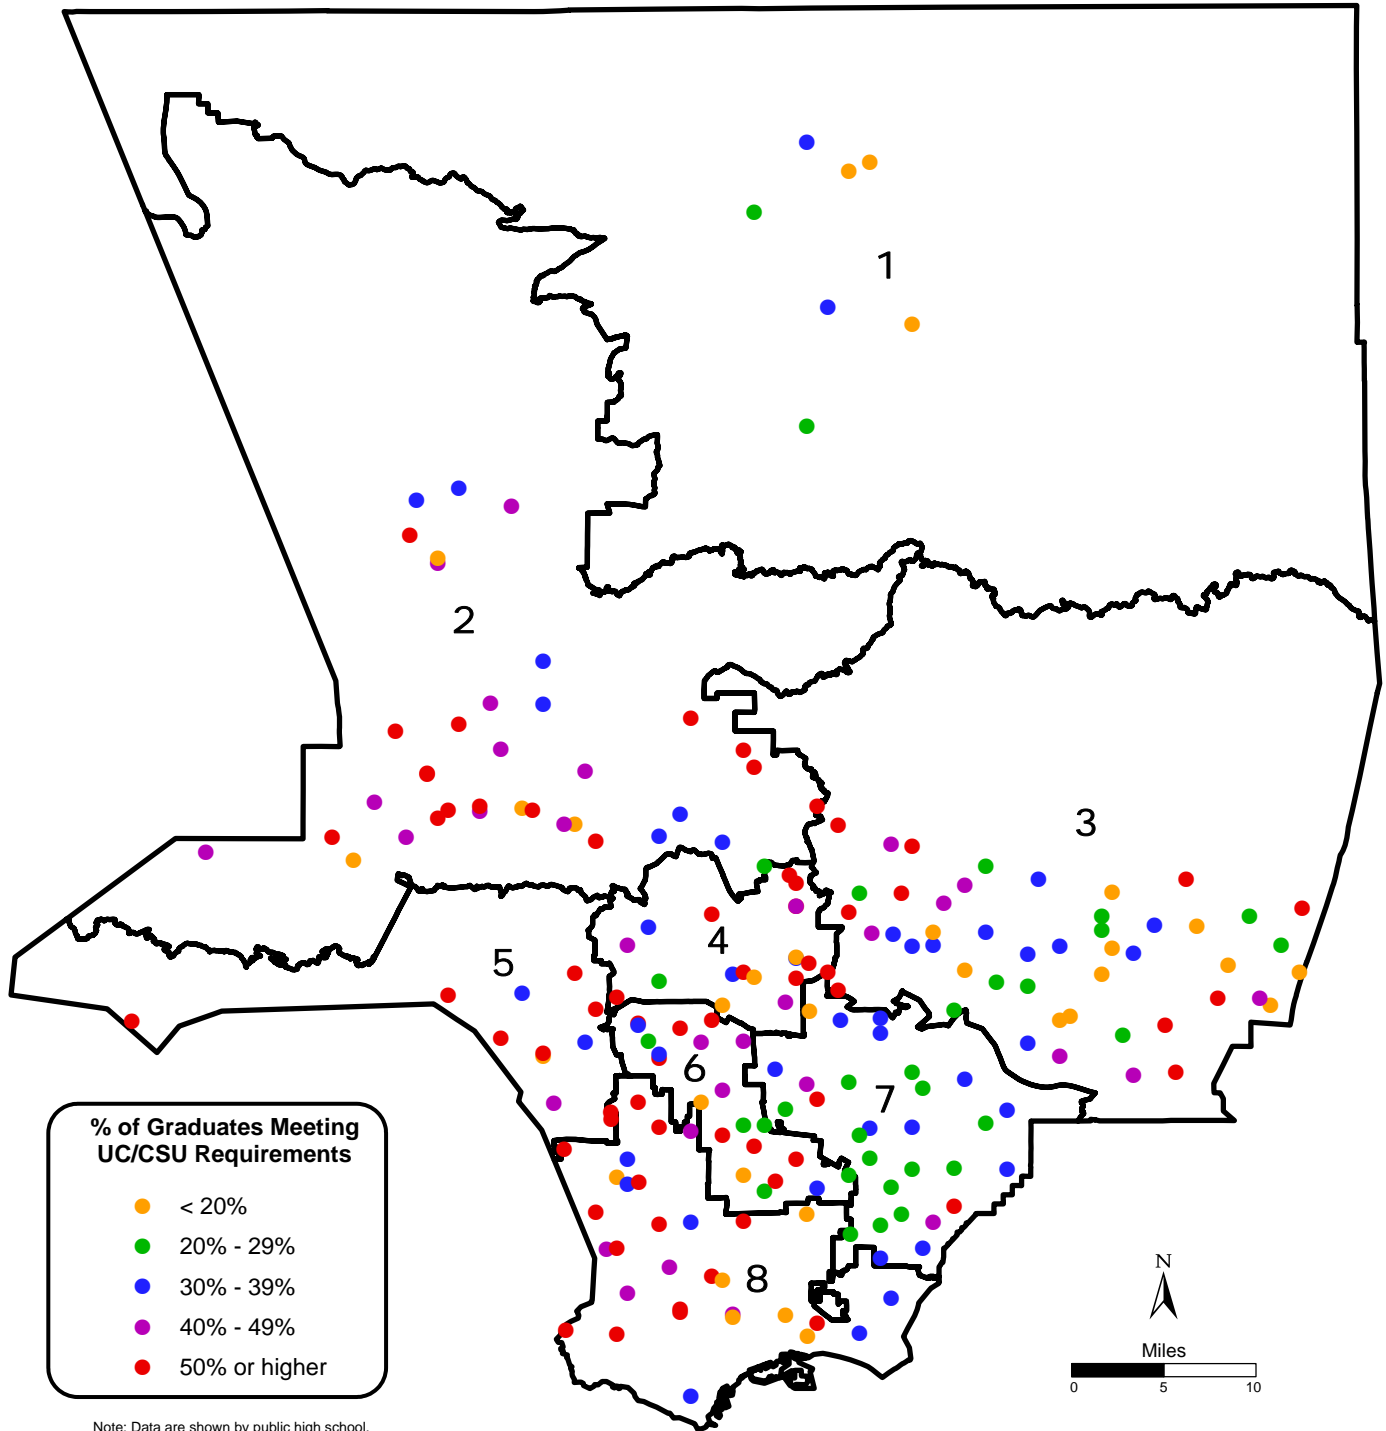 1
2
3
4
5
6
7
8
% of Graduates Meeting
UC/CSU Requirements
< 20%
20% - 29%
30% - 39%
40% - 49%
50% or higher
N
Miles
0 5 10
Note: Data are shown by public high school.